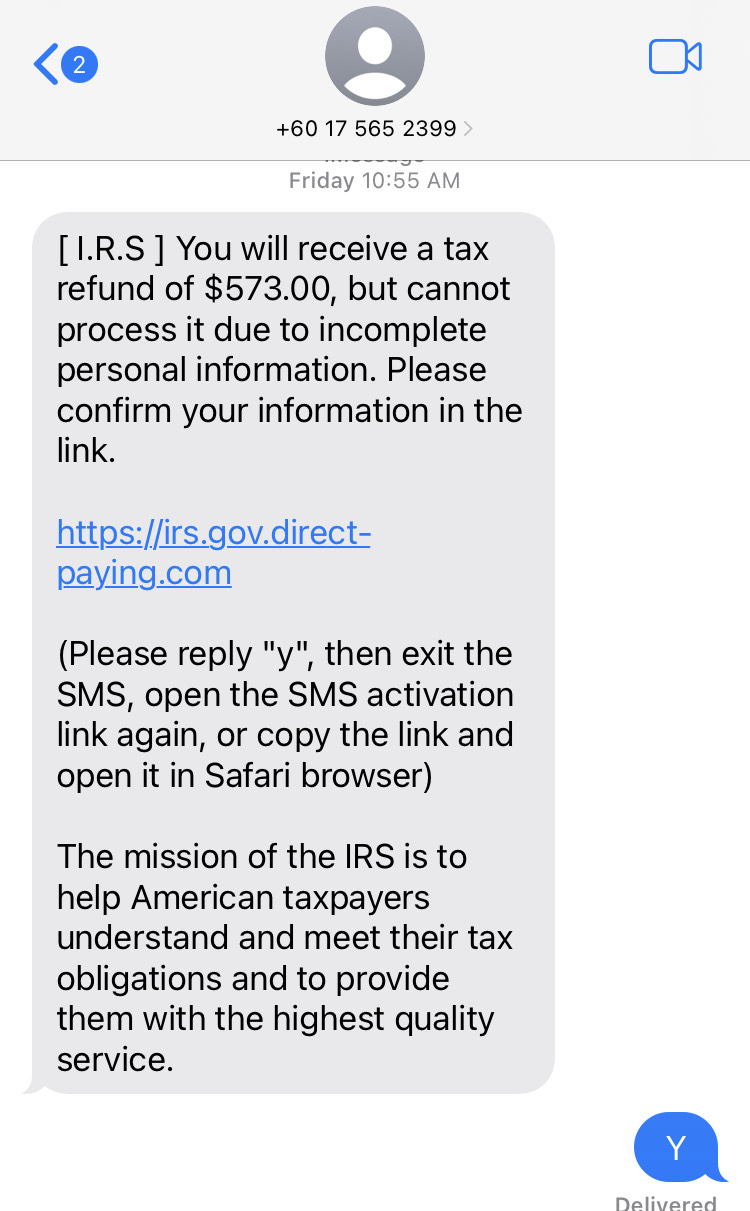 2
+60 17 565 2399
iMessage
Friday 10:55 AM
[ I.R.S ] You will receive a tax
refund of $573.00, but cannot
process it due to incomplete
personal information. Please
confirm your information in the
link.
https://irs.gov.direct-
paying.com
(Please reply "y", then exit the
SMS, open the SMS activation
link again, or copy the link and
open it in Safari browser)
The mission of the IRS is to
help American taxpayers
understand and meet their tax
obligations and to provide
them with the highest quality
service.
Y
Delivered